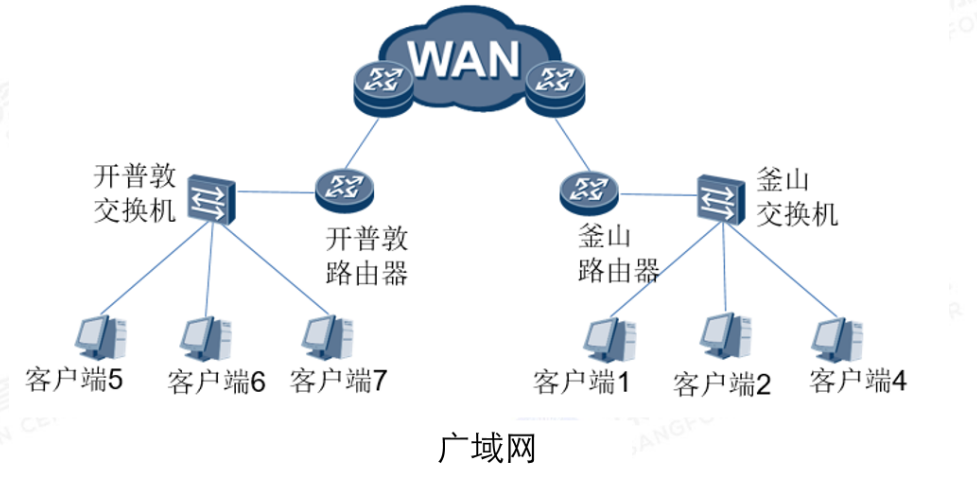 WAN
开普敦
交换机
开普敦
路由器
釜山
路由器
釜山
交换机
客户端5
客户端6
客户端7
客户端1
客户端2
客户端4
广域网